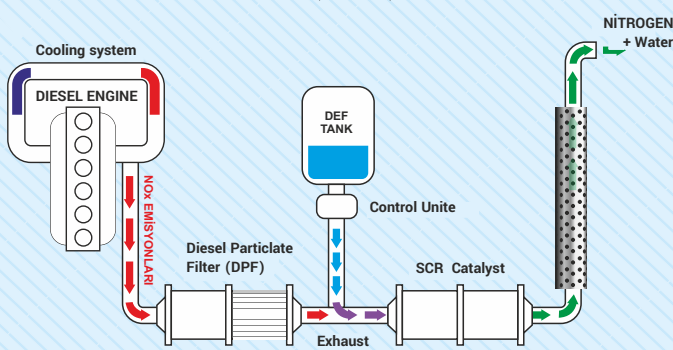 NİTROGEN
+ Water
Cooling system
DIESEL ENGINE
DEF
TANK
NOx EMİSYONLARI
Control Unite
Diesel Particlate
Filter (DPF)
SCR Catalyst
Exhaust